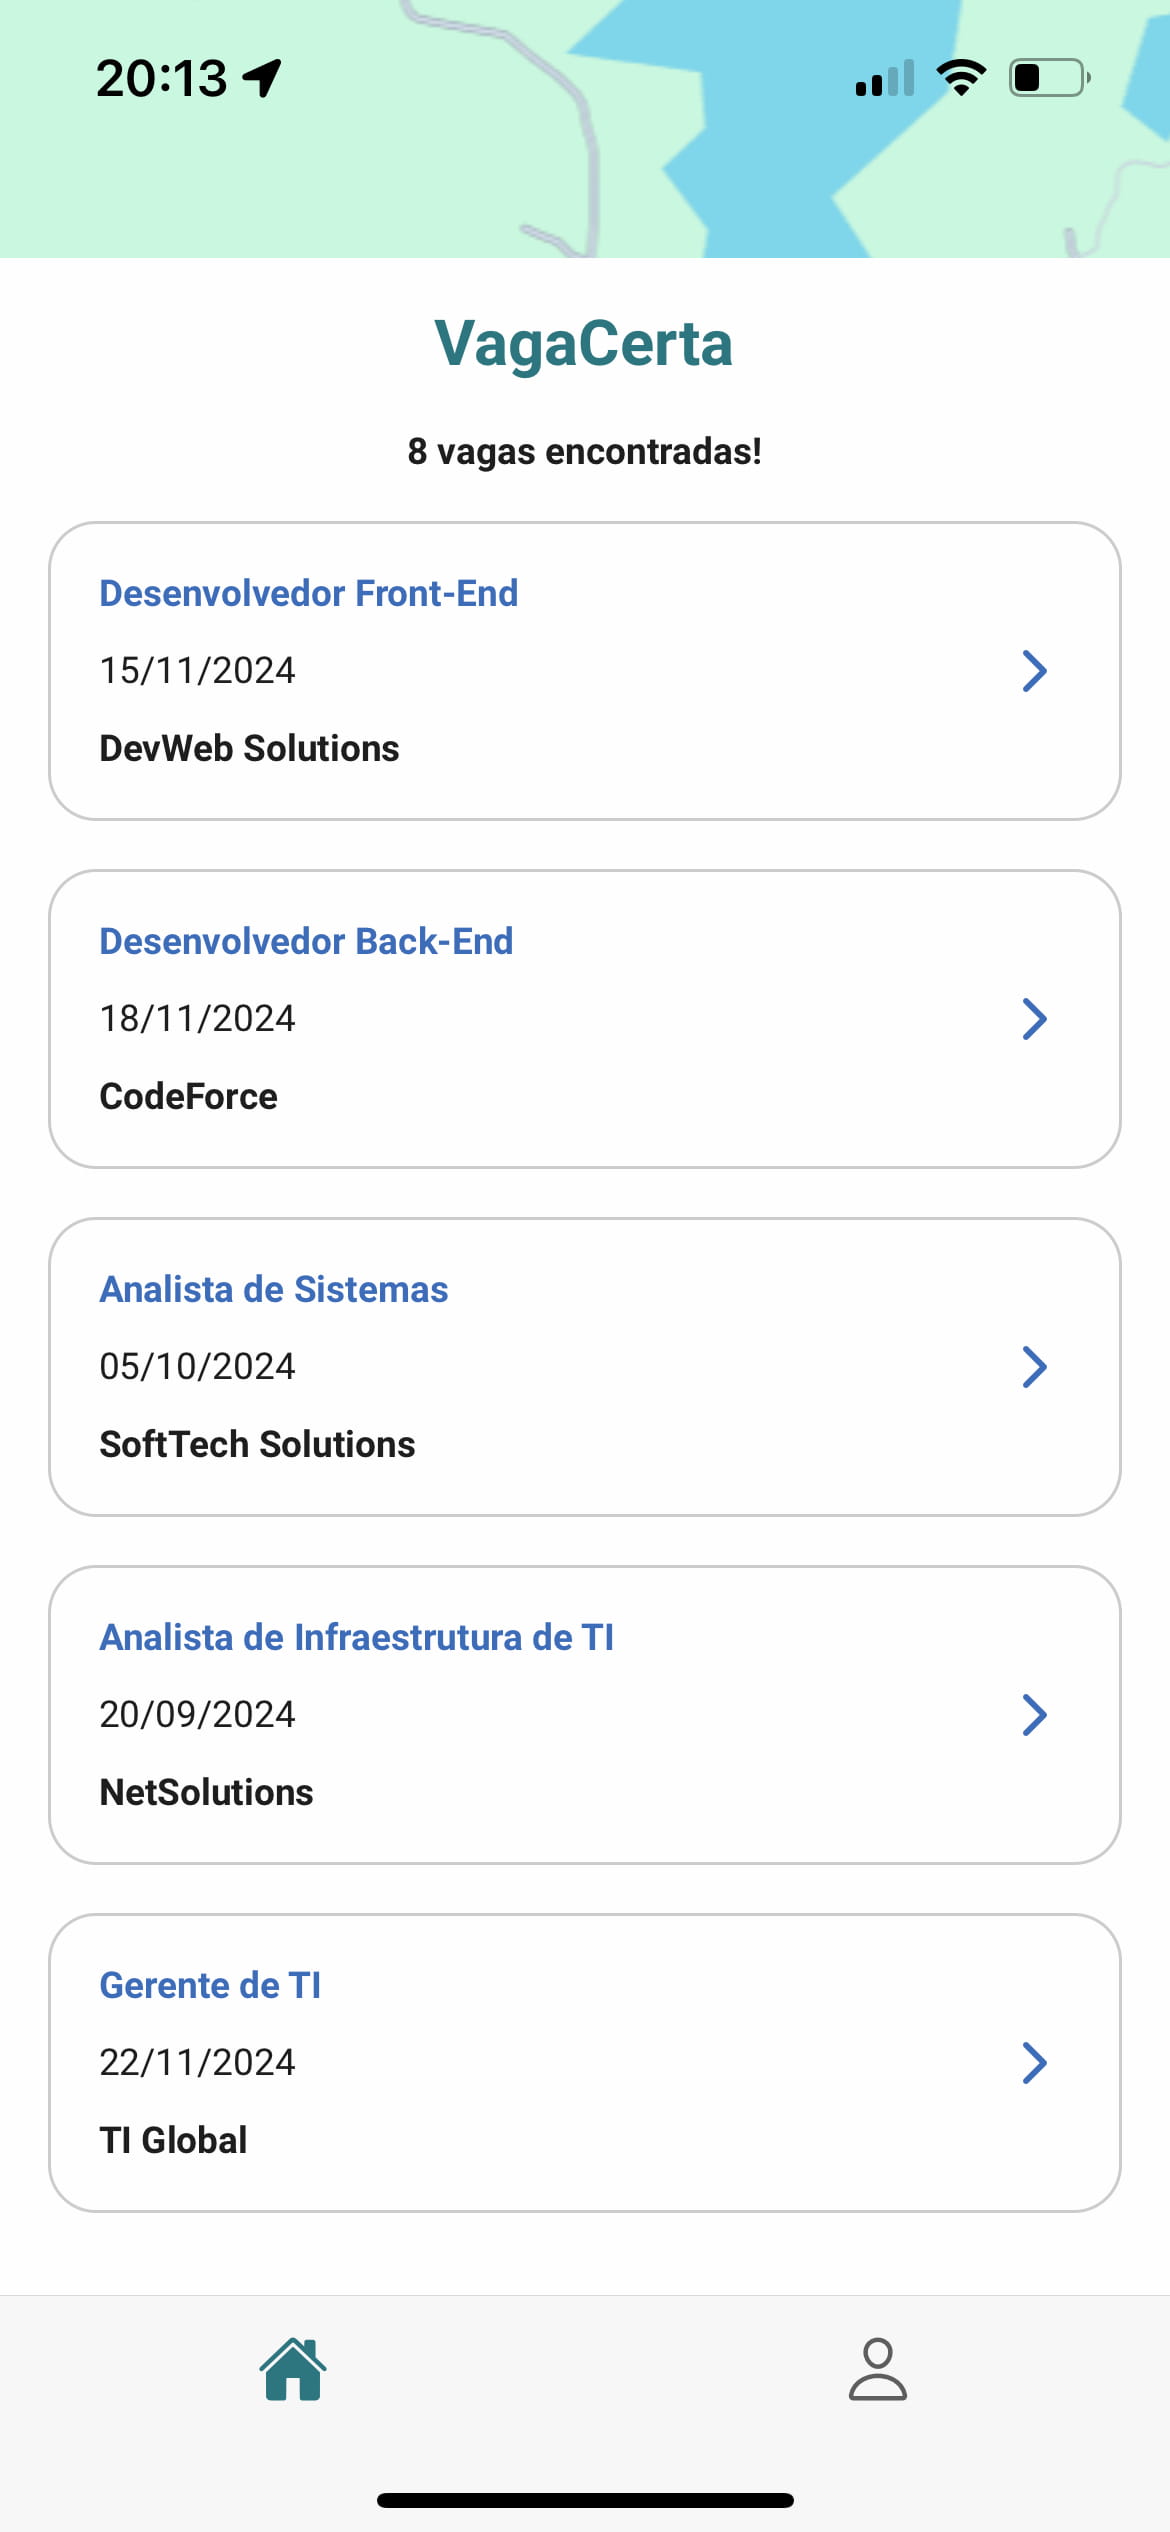 20:13
VagaCerta
8 vagas encontradas!
Desenvolvedor Front-End
15/11/2024
DevWeb Solutions
Desenvolvedor Back-End
18/11/2024
CodeForce
Analista de Sistemas
05/10/2024
SoftTech Solutions
Analista de Infraestrutura de TI
20/09/2024
NetSolutions
Gerente de TI
22/11/2024
TI Global